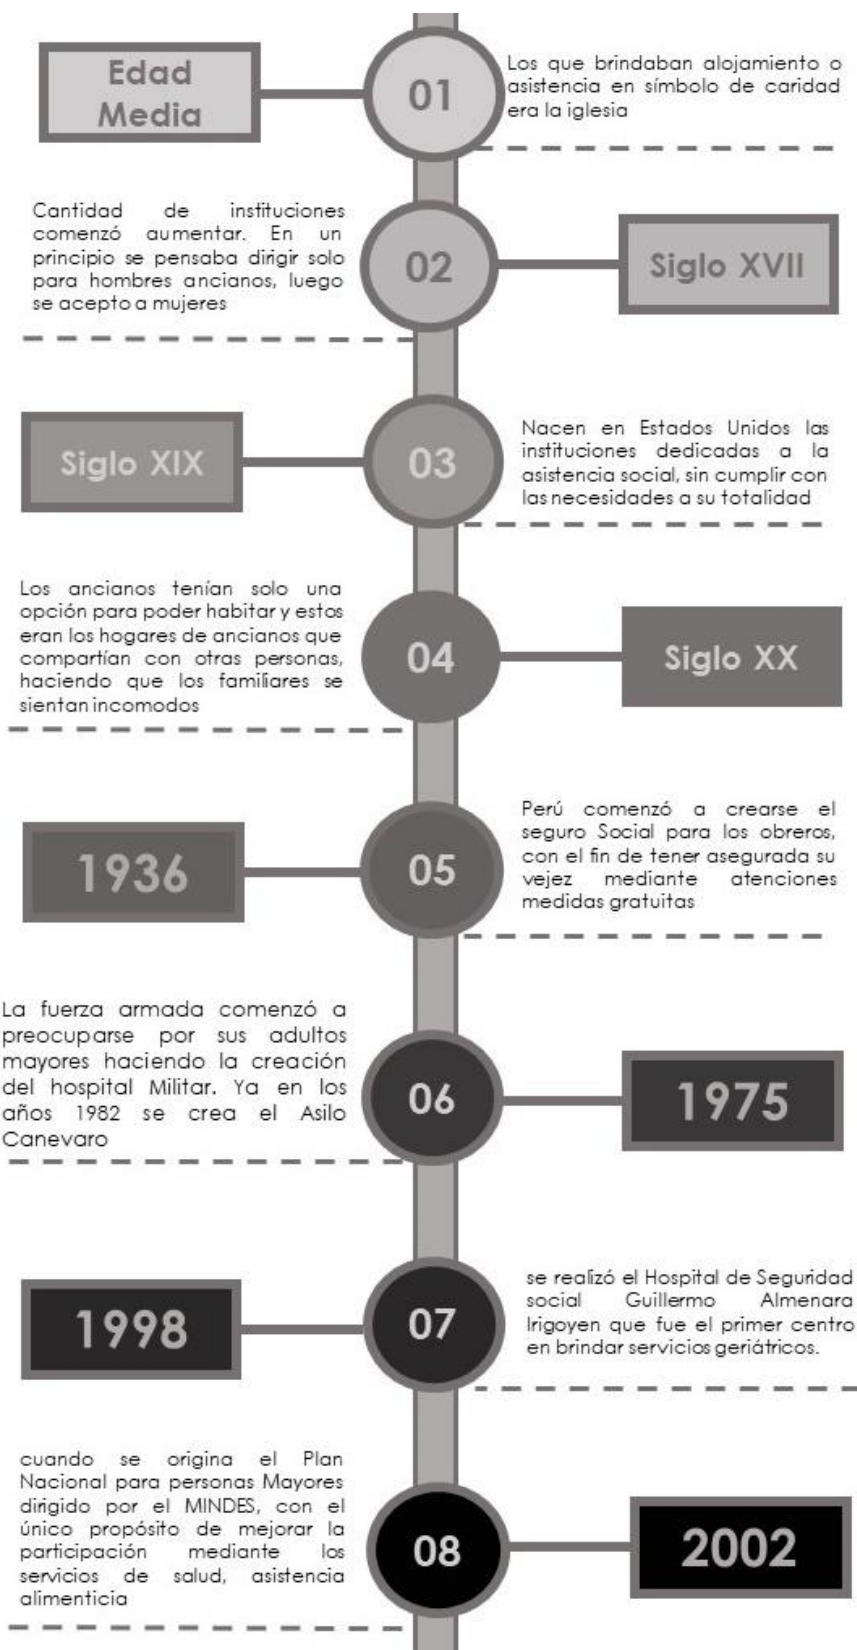 Edad
Media
01
Los que brindaban alojamiento o
asistencia en símbolo de caridad
era la iglesia
Cantidad de instituciones
comenzó aumentar. En un
principio se pensaba dirigir solo
para hombres ancianos, luego
se acepto a mujeres
02
Siglo XVII
Siglo XIX
03
Nacen en Estados Unidos las
instituciones dedicadas a la
asistencia social, sin cumplir con
las necesidades a su totalidad
Los ancianos tenían solo una
opción para poder habitar y estos
eran los hogares de ancianos que
compartían con otras personas,
haciendo que los familiares se
sientan incomodos
04
Siglo XX
1936
05
Perú comenzó a crearse el
seguro Social para los obreros,
con el fin de tener asegurada su
vejez mediante atenciones
medidas gratuitas
La fuerza armada comenzó a
preocuparse por sus adultos
mayores haciendo la creación
del hospital Militar. Ya en los
años 1982 se crea el Asilo
Canevaro
06
1975
1998
07
se realizó el Hospital de Seguridad
social Guillermo Almenara
Irigoyen que fue el primer centro
en brindar servicios geriátricos.
cuando se origina el Plan
Nacional para personas Mayores
dirigido por el MINDES, con el
único propósito de mejorar la
participación mediante los
servicios de salud, asistencia
alimenticia
08
2002